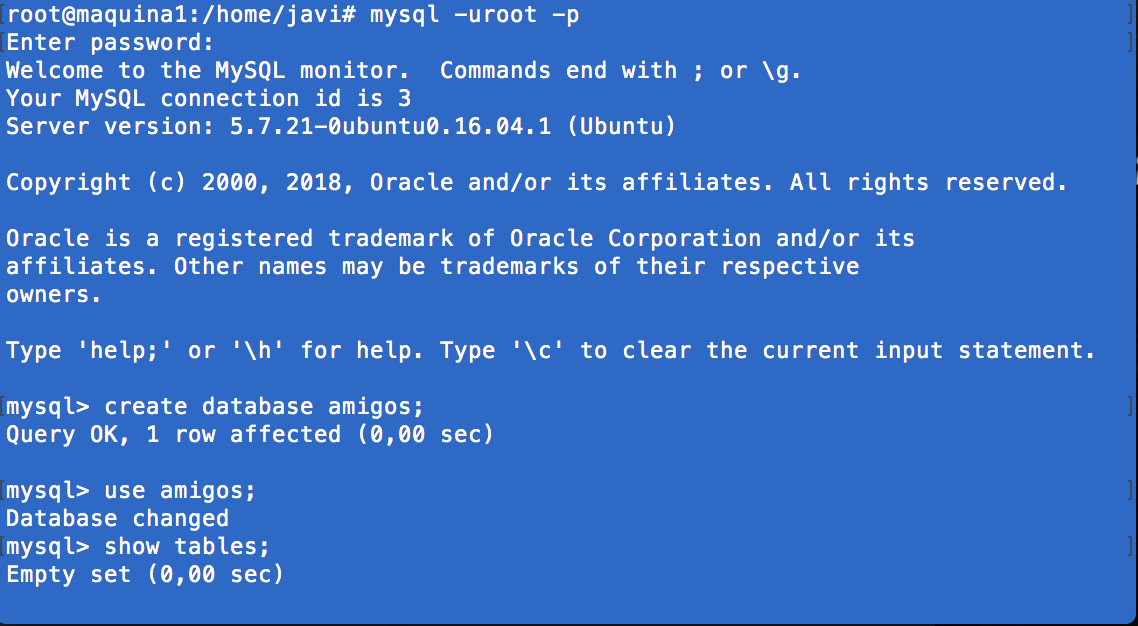 root@maquina1:/home/javi# mysql -uroot -p
Enter password:
Welcome to the MySQL monitor.  Commands end with ; or \g.
Your MySQL connection id is 3
Server version: 5.7.21-0ubuntu0.16.04.1 (Ubuntu)
Copyright (c) 2000, 2018, Oracle and/or its affiliates. All rights reserved.
Oracle is a registered trademark of Oracle Corporation and/or its
affiliates. Other names may be trademarks of their respective
owners.
Type 'help;' or '\h' for help. Type '\c' to clear the current input statement.
mysql> create database amigos;
Query OK, 1 row affected (0,00 sec)
mysql> use amigos;
Database changed
mysql> show tables;
Empty set (0,00 sec)